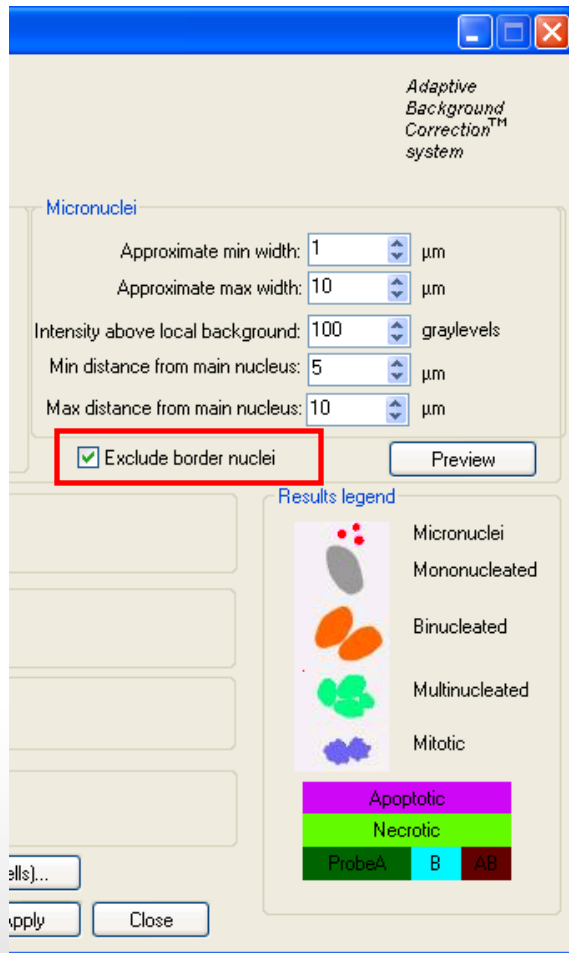 Adaptive
Background
Correction™
system
Micronuclei
Approximate min width: 1 µm
Approximate max width: 10 µm
Intensity above local background: 100 graylevels
Min distance from main nucleus: 5 µm
Max distance from main nucleus: 10 µm
Exclude border nuclei
Preview
Results legend
Micronuclei
Mononucleated
Binucleated
Multinucleated
Mitotic
Apoptotic
Necrotic
ProbeA B AB
ells)...
Apply Close